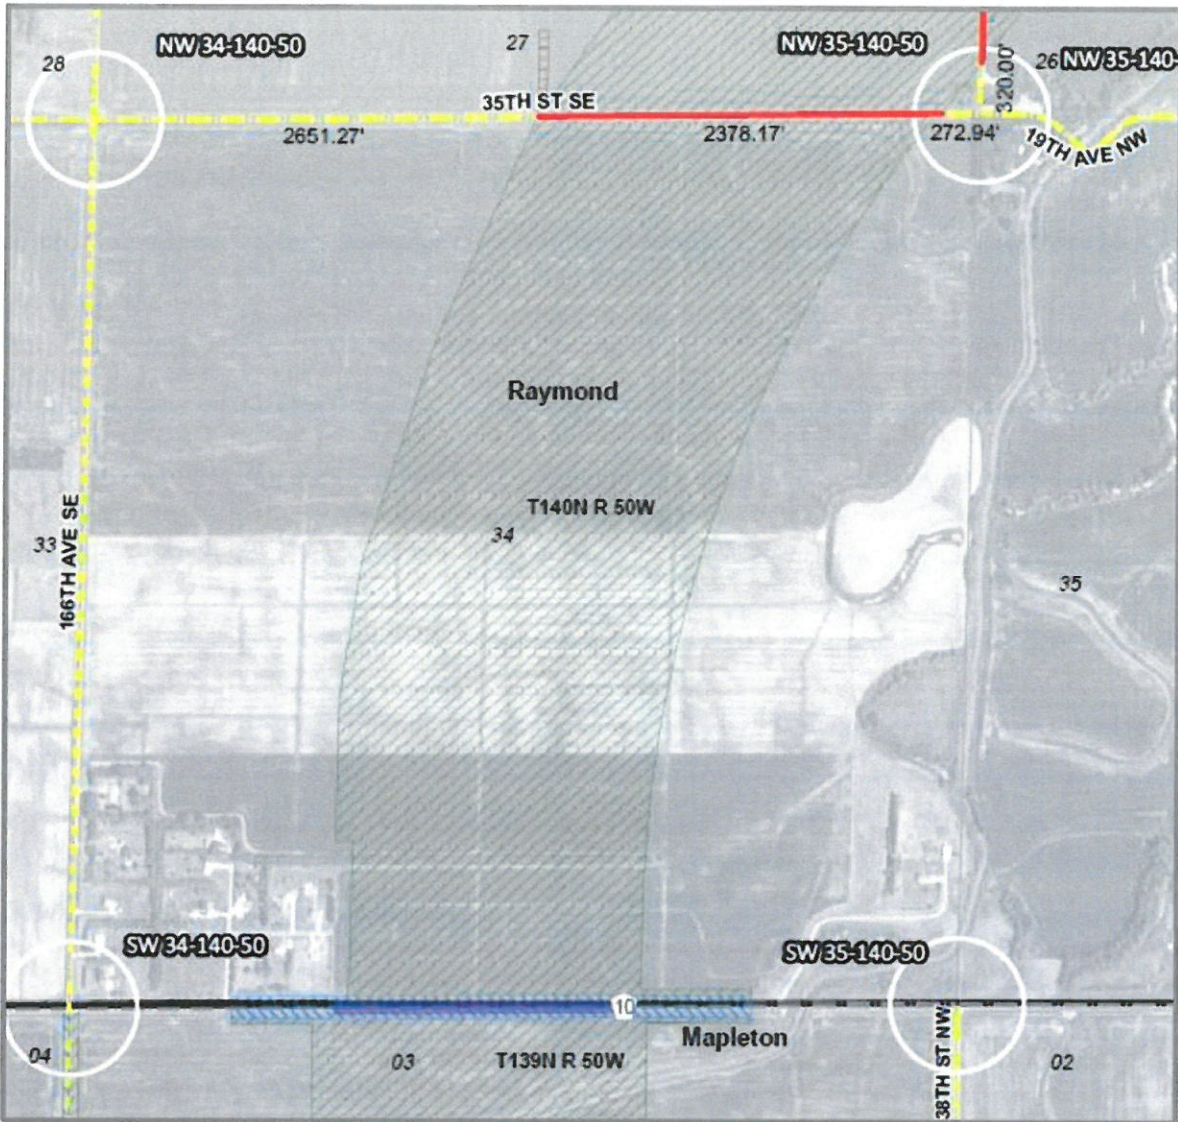 NW 34-140-50
27
NW 35-140-50
28
26
NW 35-140-
320.00'
35TH ST SE
2651.27'
2378.17'
272.94'
19TH AVE NW
Raymond
T140N R 50W
34
33
166TH AVE SE
35
SW 34-140-50
SW 35-140-50
10
Mapleton
04
03
T139N R 50W
38TH ST NW
02